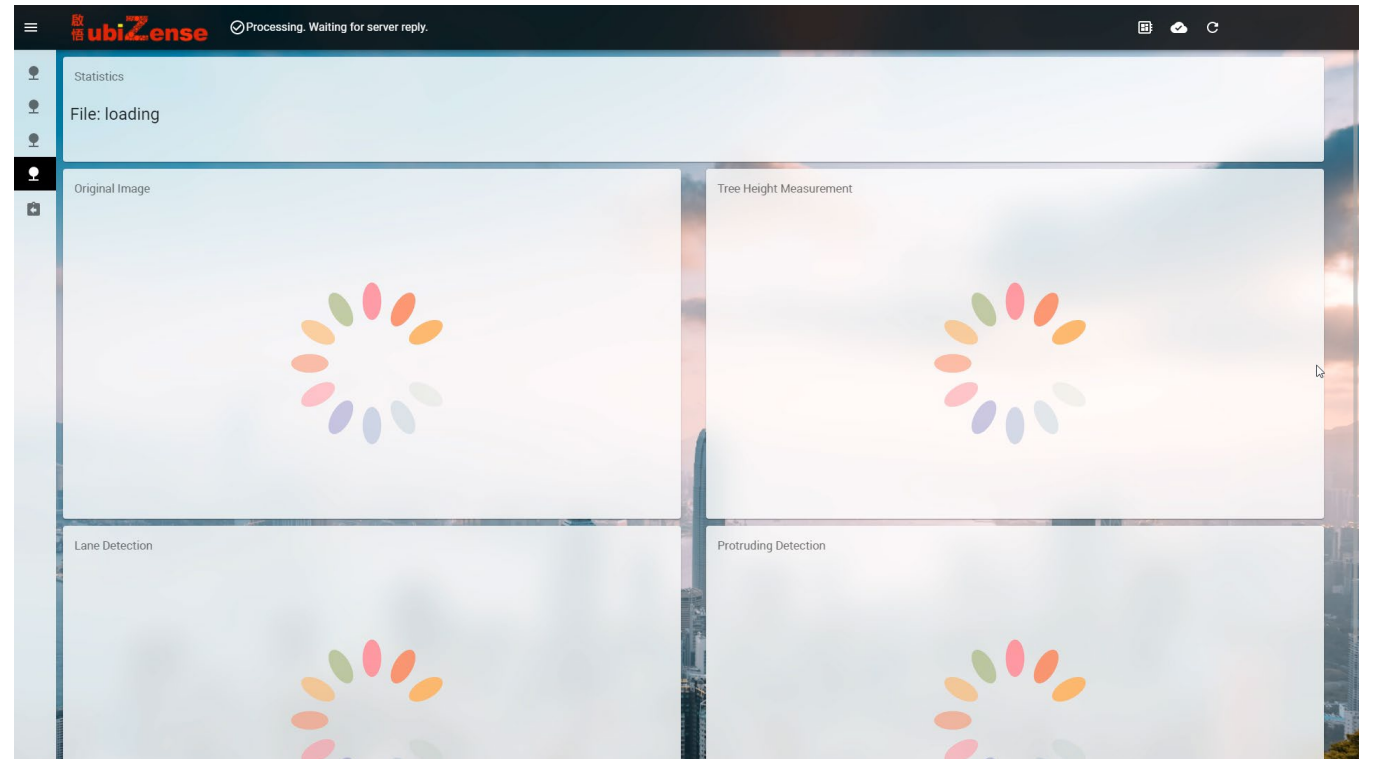 啟悟 ubiZense
Processing. Waiting for server reply.
Statistics
File: loading
Original Image
Tree Height Measurement
Lane Detection
Protruding Detection